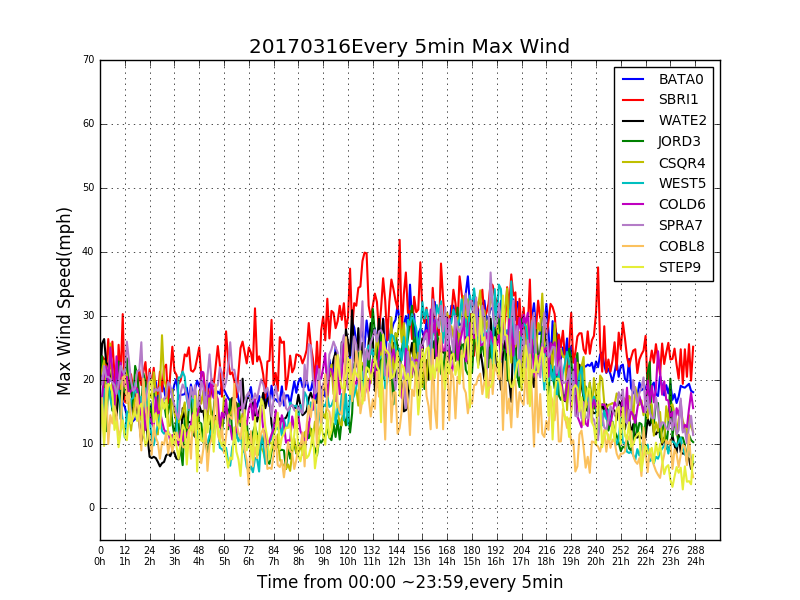 20170316Every 5min Max Wind
70
60
50
40
30
20
10
0
Max Wind Speed(mph)
BATA0
SBRI1
WATE2
JORD3
CSQR4
WEST5
COLD6
SPRA7
COBL8
STEP9
0 12 24 36 48 60 72 84 96 108 120 132 144 156 168 180 192 204 216 228 240 252 264 276 288
0h 1h 2h 3h 4h 5h 6h 7h 8h 9h 10h 11h 12h 13h 14h 15h 16h 17h 18h 19h 20h 21h 22h 23h 24h
Time from 00:00 ~23:59,every 5min